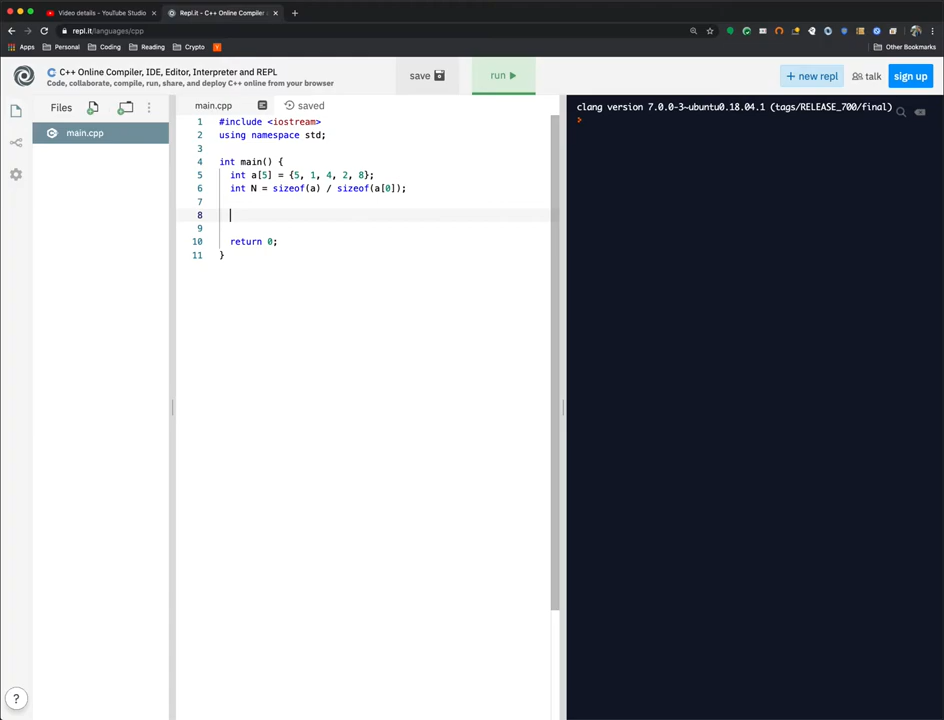 Video details - YouTube Studio
Repl.it - C++ Online Compiler
repl.it/languages/cpp
Apps Personal Coding Reading Crypto Y Other Bookmarks
C++ Online Compiler, IDE, Editor, Interpreter and REPL
Code, collaborate, compile, run, share, and deploy C++ online from your browser
save
run
+ new repl
talk
sign up
Files
main.cpp
main.cpp
saved
1 #include <iostream>
2 using namespace std;
3
4 int main() {
5 int a[5] = {5, 1, 4, 2, 8};
6 int N = sizeof(a) / sizeof(a[0]);
7
8
9
10 return 0;
11 }
clang version 7.0.0-3~ubuntu0.18.04.1 (tags/RELEASE_700/final)
>
?